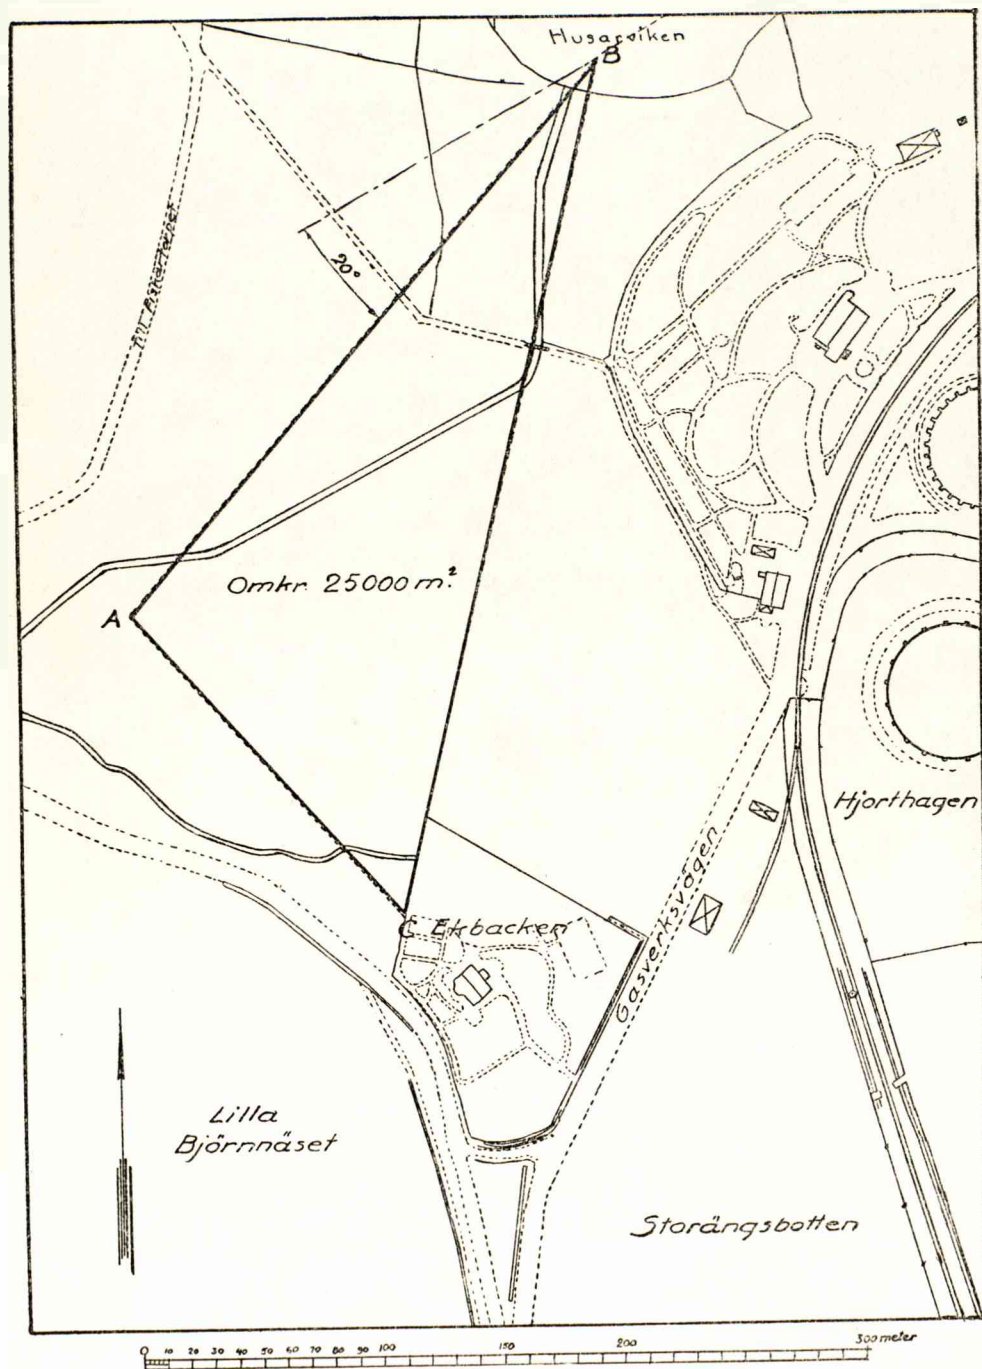 Husarviken
B
20°
Omkr. 25000 m².
A
Hjorthagen
Gasverksvägen
C Ekbacken
Lilla
Björnnäset
Storängsbotten
0 10 20 30 40 50 60 70 80 90 100 150 200 300 meter